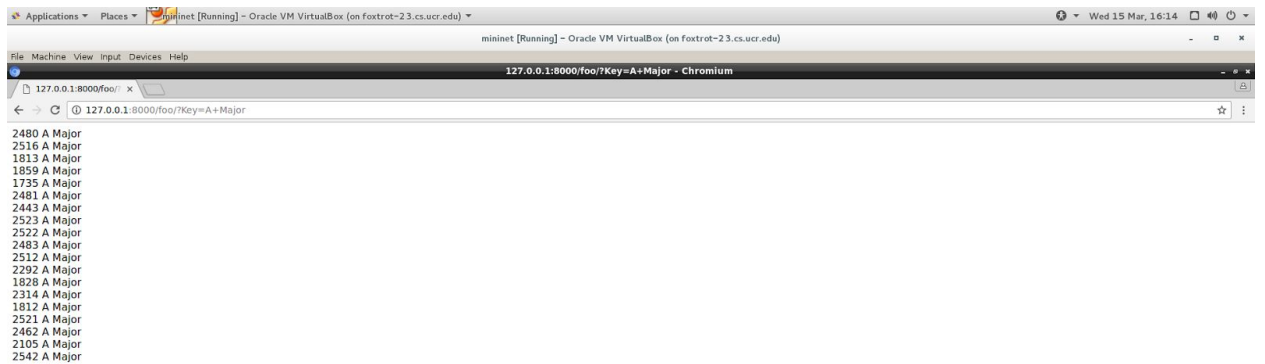 Applications Places mininet [Running] - Oracle VM VirtualBox (on foxtrot-23.cs.ucr.edu) Wed 15 Mar, 16:14
mininet [Running] - Oracle VM VirtualBox (on foxtrot-23.cs.ucr.edu)
File Machine View Input Devices Help
127.0.0.1:8000/foo/?Key=A+Major - Chromium
127.0.0.1:8000/foo/?
127.0.0.1:8000/foo/?Key=A+Major
2480 A Major
2516 A Major
1813 A Major
1859 A Major
1735 A Major
2481 A Major
2443 A Major
2523 A Major
2522 A Major
2483 A Major
2512 A Major
2292 A Major
1828 A Major
2314 A Major
1812 A Major
2521 A Major
2462 A Major
2105 A Major
2542 A Major